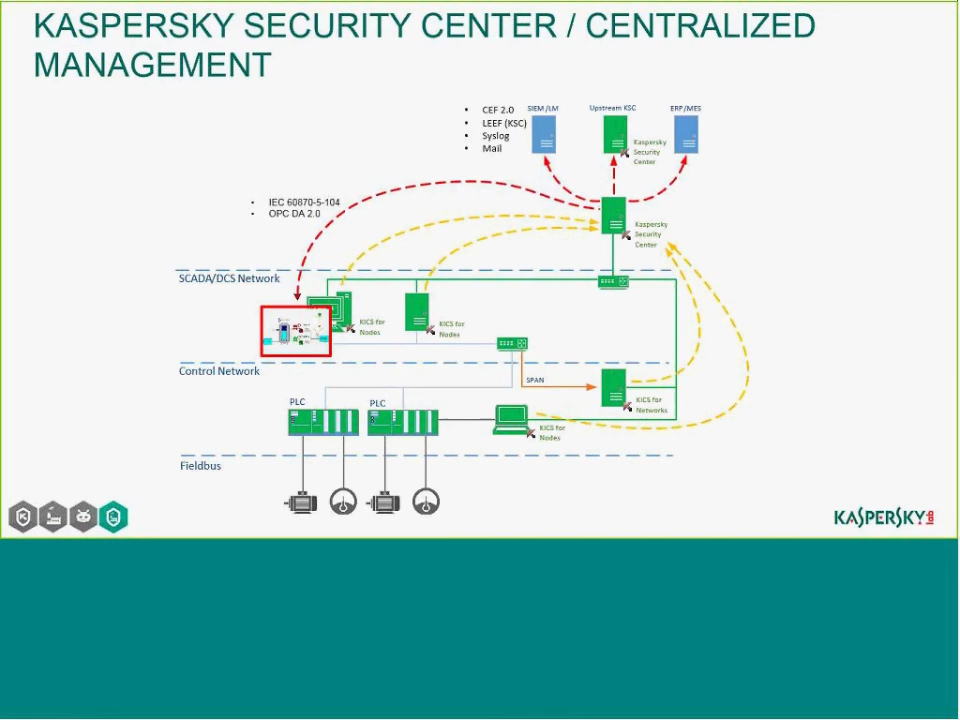 KASPERSKY SECURITY CENTER / CENTRALIZED
MANAGEMENT
• CEF 2.0
• LEEF (KSC)
• Syslog
• Mail
SIEM/LM
Upstream KSC
ERP/MES
Kaspersky
Security
Center
• IEC 60870-5-104
• OPC DA 2.0
Kaspersky
Security
Center
SCADA/DCS Network
KICS for
Nodes
KICS for
Nodes
Control Network
SPAN
PLC
PLC
KICS for
Networks
KICS for
Nodes
Fieldbus
KASPERSKY lab